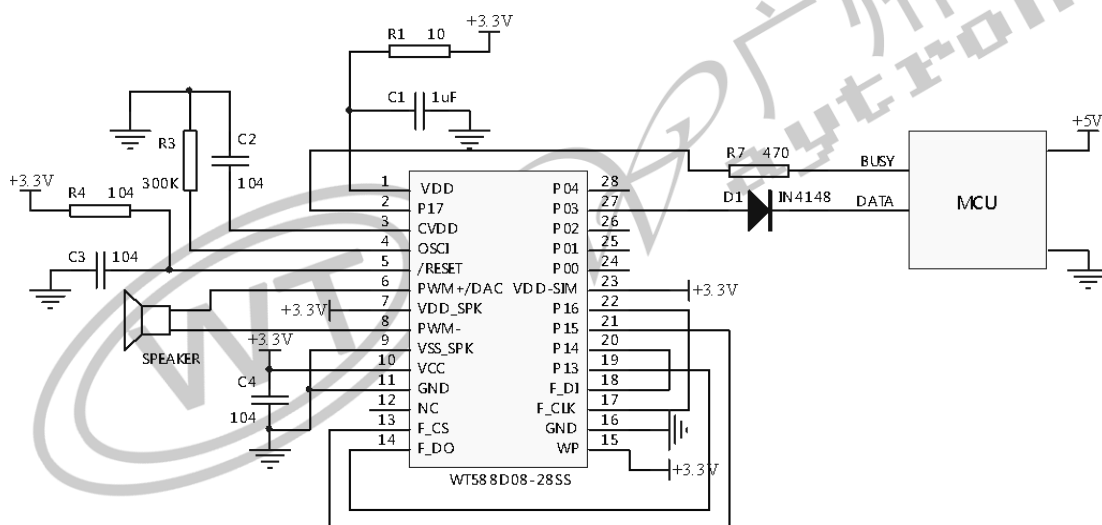 +3.3V
R1 10
C1 1uF
R3
300K
C2
104
+3.3V
R4 104
C3 104
SPEAKER
+3.3V
+3.3V
C4
104
1 VDD
2 P17
3 CVDD
4 OSCI
5 /RESET
6 PWM+/DAC
7 VDD_SPK
8 PWM-
9 VSS_SPK
10 VCC
11 GND
12 NC
13 F_CS
14 F_DO
P04 28
P03 27
P02 26
P01 25
P00 24
VDD-SIM 23
P16 22
P15 21
P14 20
P13 19
F_DI 18
F_CLK 17
GND 16
WP 15
WT588D08-28SS
+3.3V
+3.3V
R7 470
D1 IN4148
BUSY
DATA
MCU
+5V
WT
广州
aytron